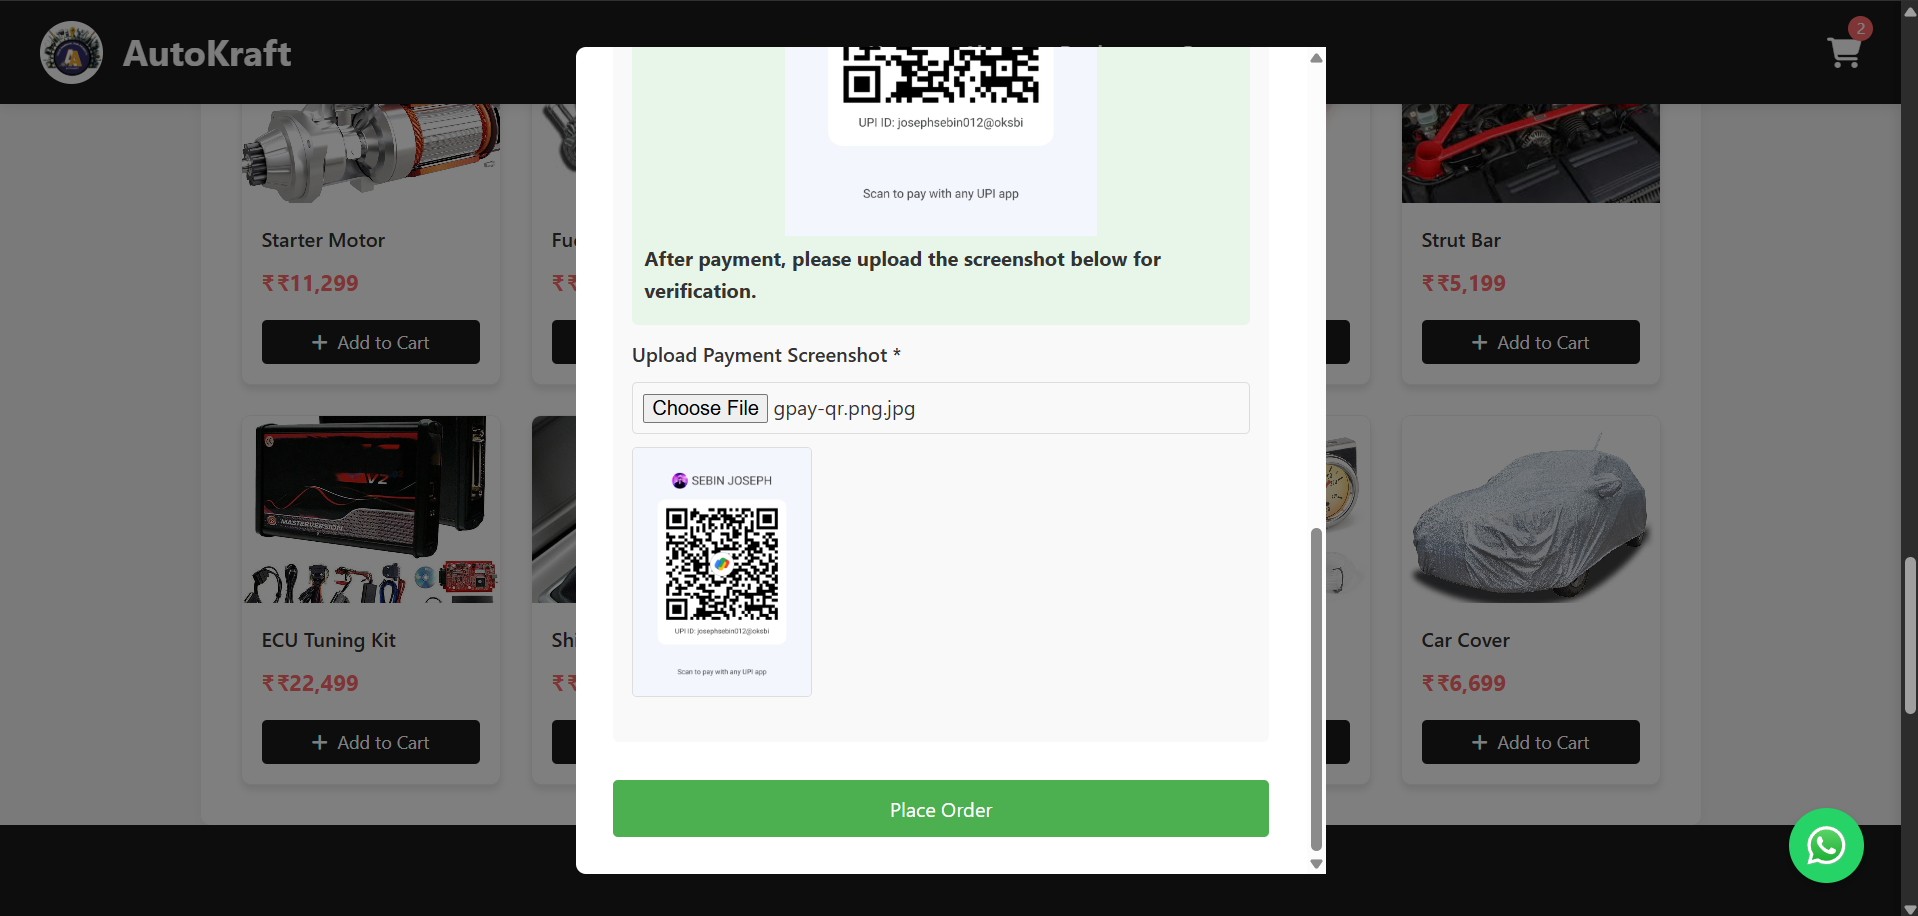 AutoKraft
2
UPI ID: josephsebin012@oksbi
Scan to pay with any UPI app
After payment, please upload the screenshot below for
verification.
Upload Payment Screenshot *
Choose File gpay-qr.png.jpg
SEBIN JOSEPH
UPI ID: josephsebin012@oksbi
Scan to pay with any UPI app
Place Order
Starter Motor
₹ ₹11,299
+ Add to Cart
Strut Bar
₹ ₹5,199
+ Add to Cart
V2
MASTERVERSION
ECU Tuning Kit
₹ ₹22,499
+ Add to Cart
Car Cover
₹ ₹6,699
+ Add to Cart